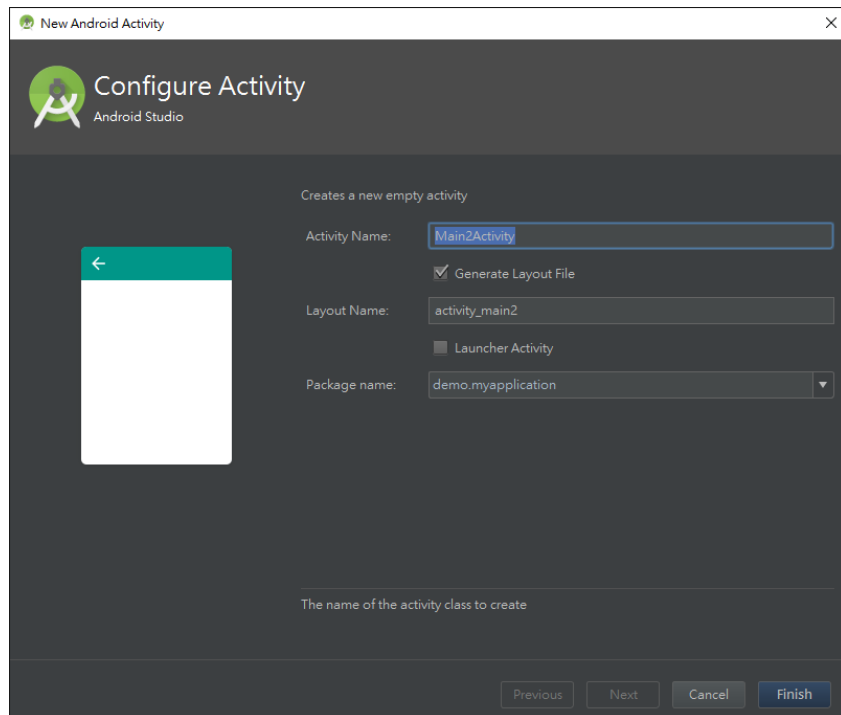 New Android Activity
Configure Activity
Android Studio
Creates a new empty activity
Activity Name: Main2Activity
Generate Layout File
Layout Name: activity_main2
Launcher Activity
Package name: demo.myapplication
The name of the activity class to create
Previous Next Cancel Finish